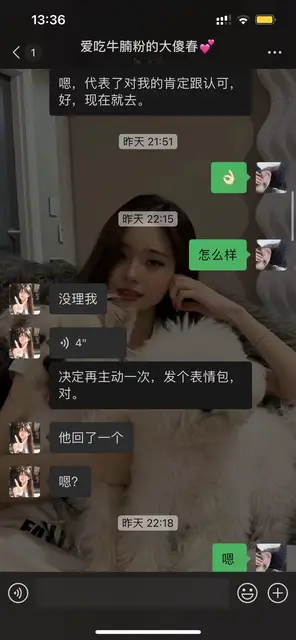 13:36
1
爱吃牛腩粉的大傻春💕
嗯，代表了对我的肯定跟认可，
好，现在就去。
昨天 21:51
👌🏻
昨天 22:15
怎么样
没理我
4"
决定再主动一次，发个表情包，
对。
他回了一个
嗯?
昨天 22:18
嗯